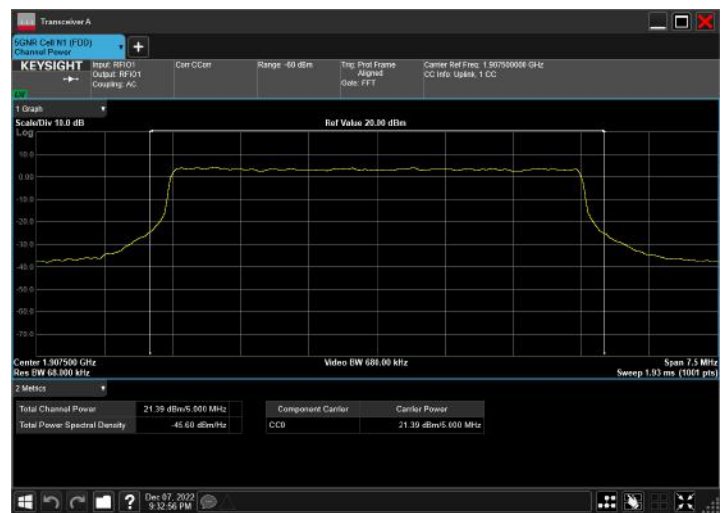 Transceiver A
5GNR Cell N1 (FDD)
Channel Power
+
KEYSIGHT
Input: RFIO1
Output: RFIO1
Coupling: AC
Corr CCorr
Range -60 dBm
Trig: Prot Frame
Aligned
Gate: FFT
Carrier Ref Freq: 1.907500000 GHz
CC Info: Uplink, 1 CC
1 Graph
Scale/Div 10.0 dB
Ref Value 20.00 dBm
Log
10.0
0.00
-10.0
-20.0
-30.0
-40.0
-50.0
-60.0
-70.0
Center 1.907500 GHz
Video BW 680.00 kHz
Span 7.5 MHz
Res BW 68.000 kHz
Sweep 1.93 ms (1001 pts)
2 Metrics
Total Channel Power 21.39 dBm/5.000 MHz
Total Power Spectral Density -45.60 dBm/Hz
Component Carrier Carrier Power
CC0 21.39 dBm/5.000 MHz
?
Dec 07, 2022
9:32:56 PM